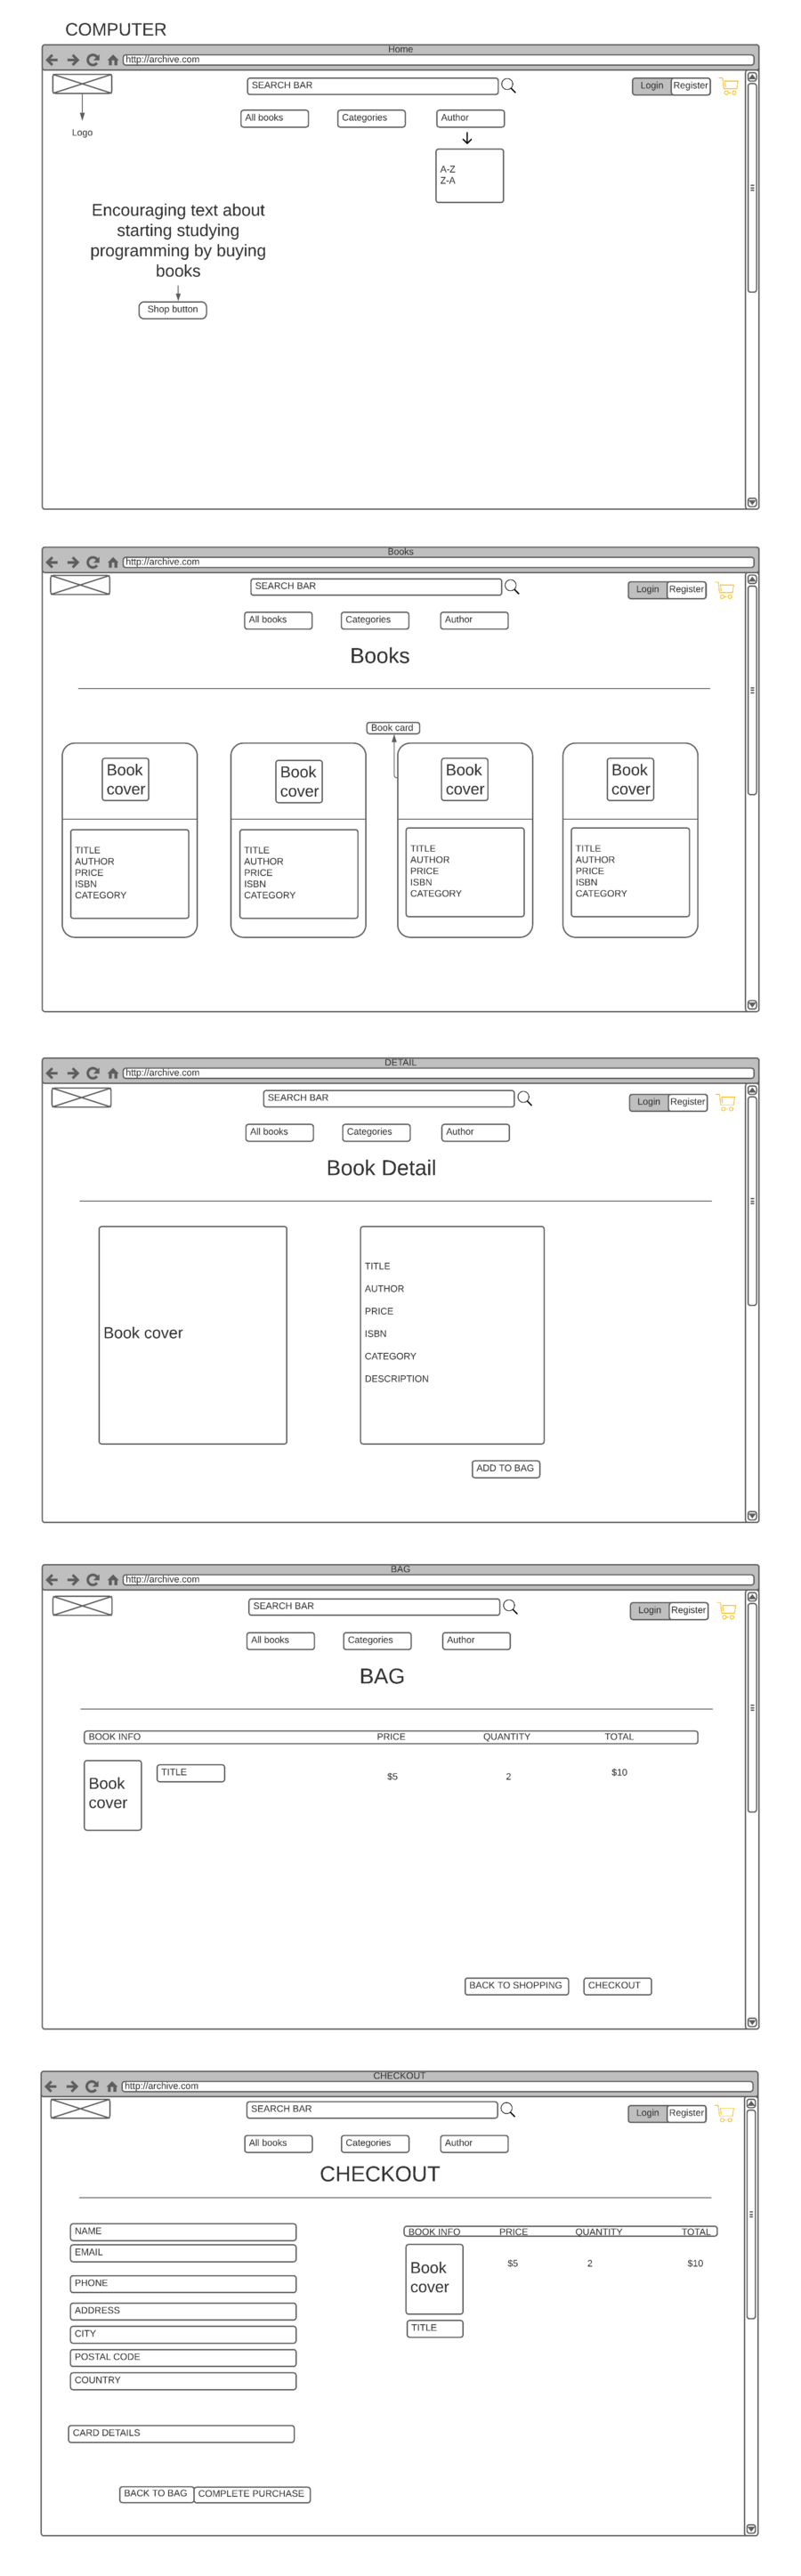 COMPUTER
Home
http://archive.com
SEARCH BAR
Login
Register
All books
Categories
Author
Logo
A-Z
Z-A
Encouraging text about
starting studying
programming by buying
books
Shop button
Books
http://archive.com
SEARCH BAR
Login
Register
All books
Categories
Author
Books
Book card
Book
cover
TITLE
AUTHOR
PRICE
ISBN
CATEGORY
Book
cover
TITLE
AUTHOR
PRICE
ISBN
CATEGORY
Book
cover
TITLE
AUTHOR
PRICE
ISBN
CATEGORY
Book
cover
TITLE
AUTHOR
PRICE
ISBN
CATEGORY
DETAIL
http://archive.com
SEARCH BAR
Login
Register
All books
Categories
Author
Book Detail
Book cover
TITLE
AUTHOR
PRICE
ISBN
CATEGORY
DESCRIPTION
ADD TO BAG
BAG
http://archive.com
SEARCH BAR
Login
Register
All books
Categories
Author
BAG
BOOK INFO PRICE QUANTITY TOTAL
Book
cover
TITLE
$5
2
$10
BACK TO SHOPPING
CHECKOUT
CHECKOUT
http://archive.com
SEARCH BAR
Login
Register
All books
Categories
Author
CHECKOUT
NAME
EMAIL
PHONE
ADDRESS
CITY
POSTAL CODE
COUNTRY
CARD DETAILS
BACK TO BAG
COMPLETE PURCHASE
BOOK INFO PRICE QUANTITY TOTAL
Book
cover
$5
2
$10
TITLE